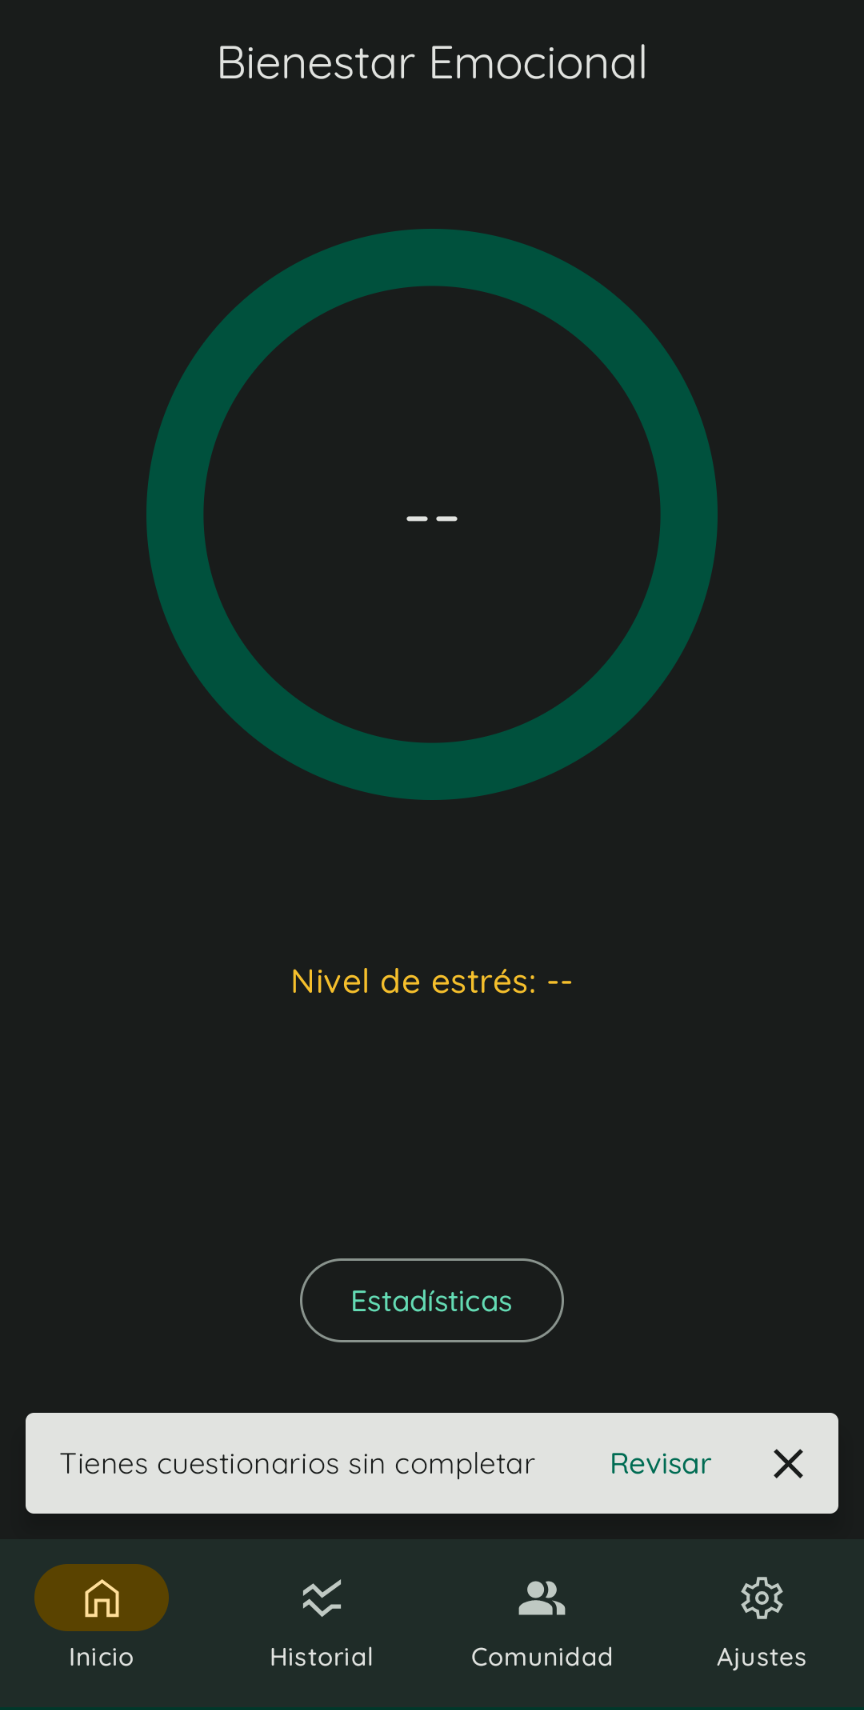 Bienestar Emocional
--
Nivel de estrés: --
Estadísticas
Tienes cuestionarios sin completar Revisar
Inicio Historial Comunidad Ajustes